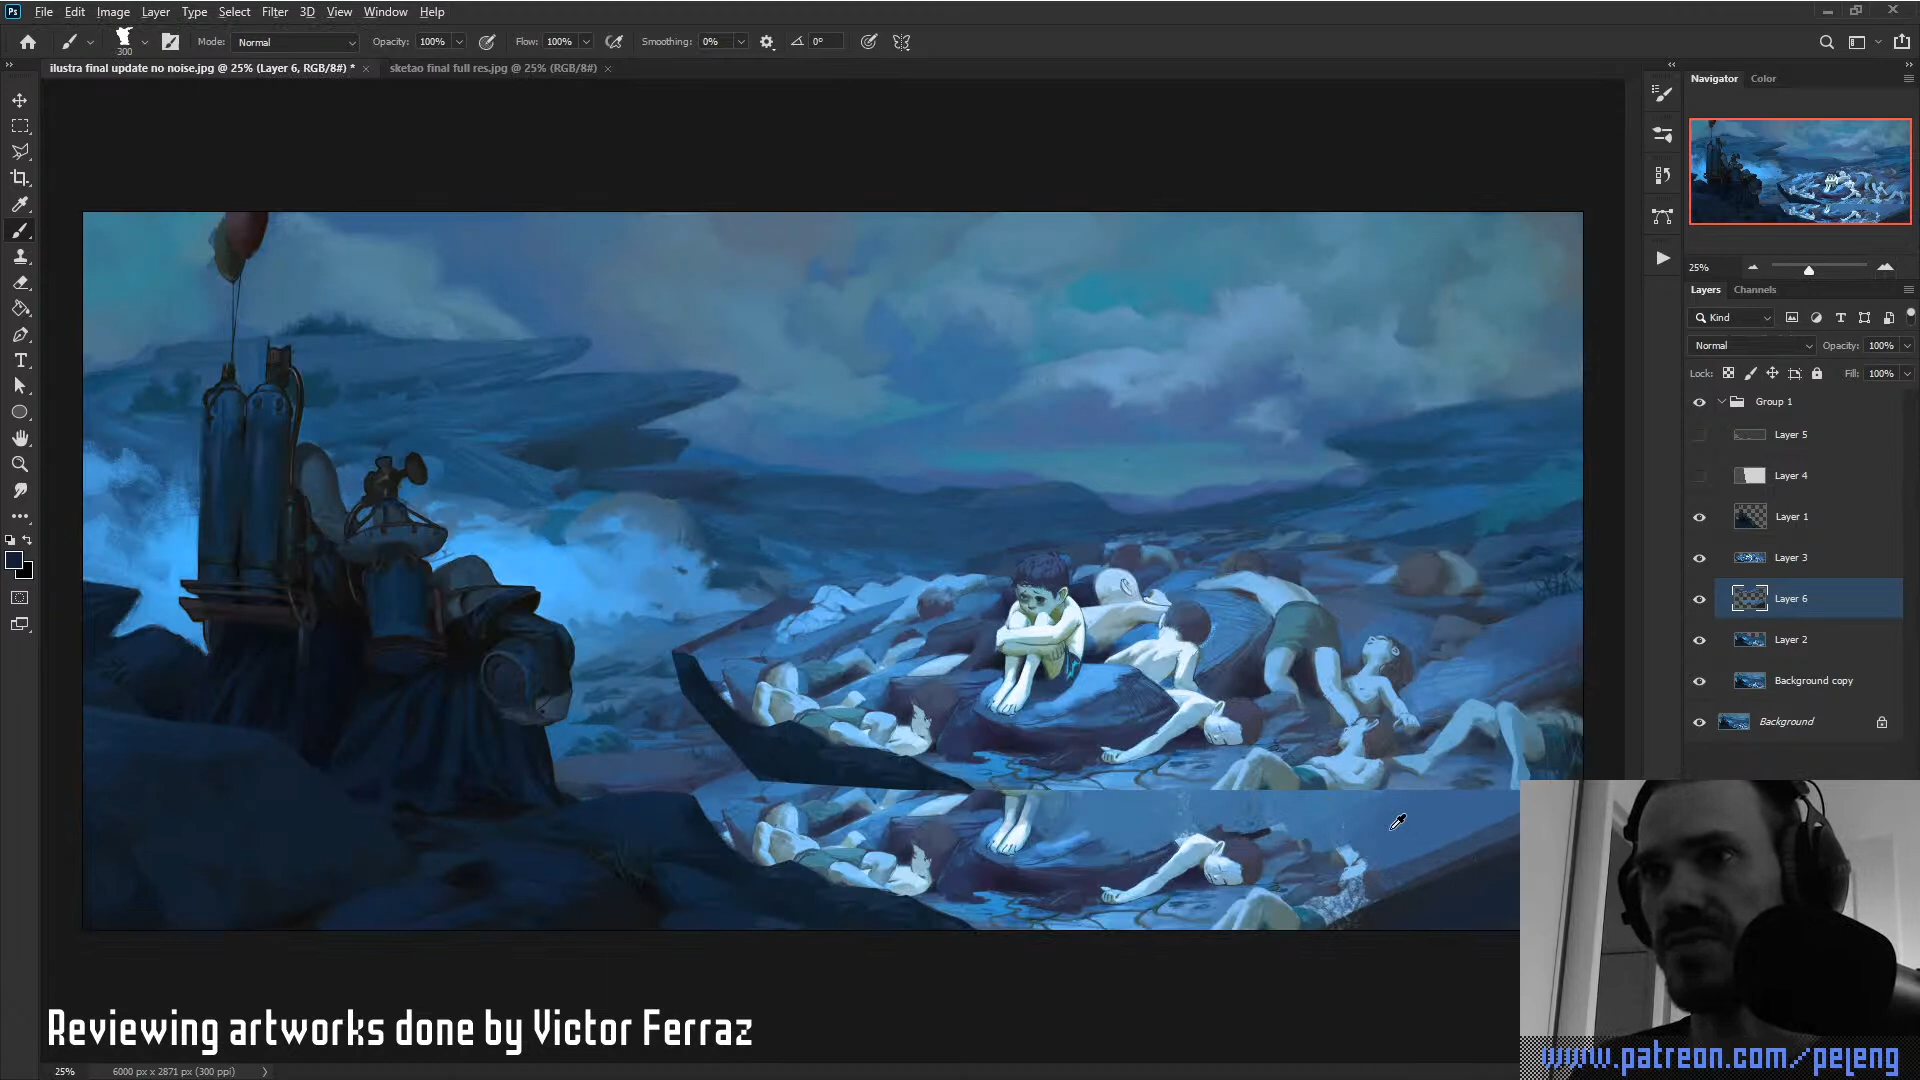 Ps File Edit Image Layer Type Select Filter 3D View Window Help
300 Mode: Normal Opacity: 100% Flow: 100% Smoothing: 0% 0°
ilustra final update no noise.jpg @ 25% (Layer 6, RGB/8#) * sketao final full res.jpg @ 25% (RGB/8#)
Navigator Color
25%
Layers Channels
Kind
Normal Opacity: 100%
Lock: Fill: 100%
Group 1
Layer 5
Layer 4
Layer 1
Layer 3
Layer 6
Layer 2
Background copy
Background
Reviewing artworks done by Victor Ferraz
www.patreon.com/peleng
25% 6000 px x 2871 px (300 ppi)